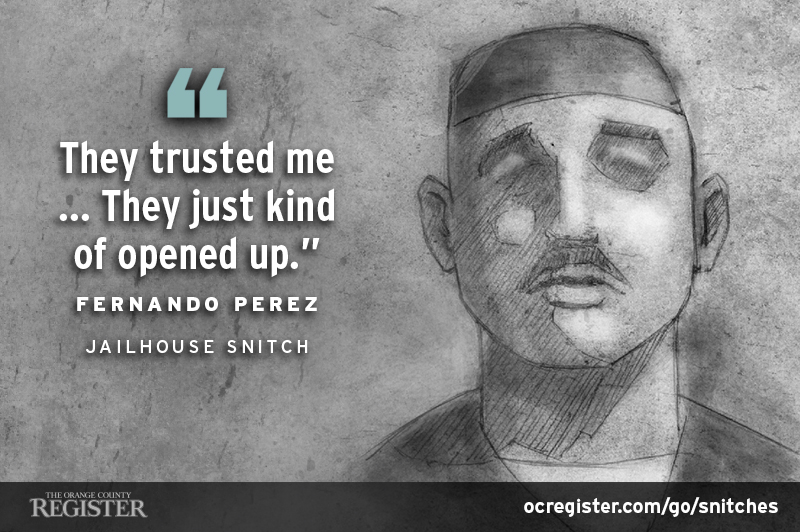 “
They trusted me
... They just kind
of opened up.”
FERNANDO PEREZ
JAILHOUSE SNITCH
THE ORANGE COUNTY
REGISTER
ocregister.com/go/snitches